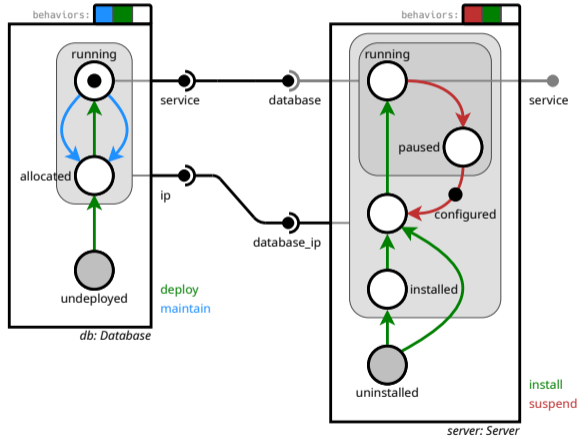 behaviors:
behaviors:
running
running
service
database
service
paused
allocated
ip
configured
database_ip
undeployed
installed
deploy
maintain
db: Database
uninstalled
install
suspend
server: Server